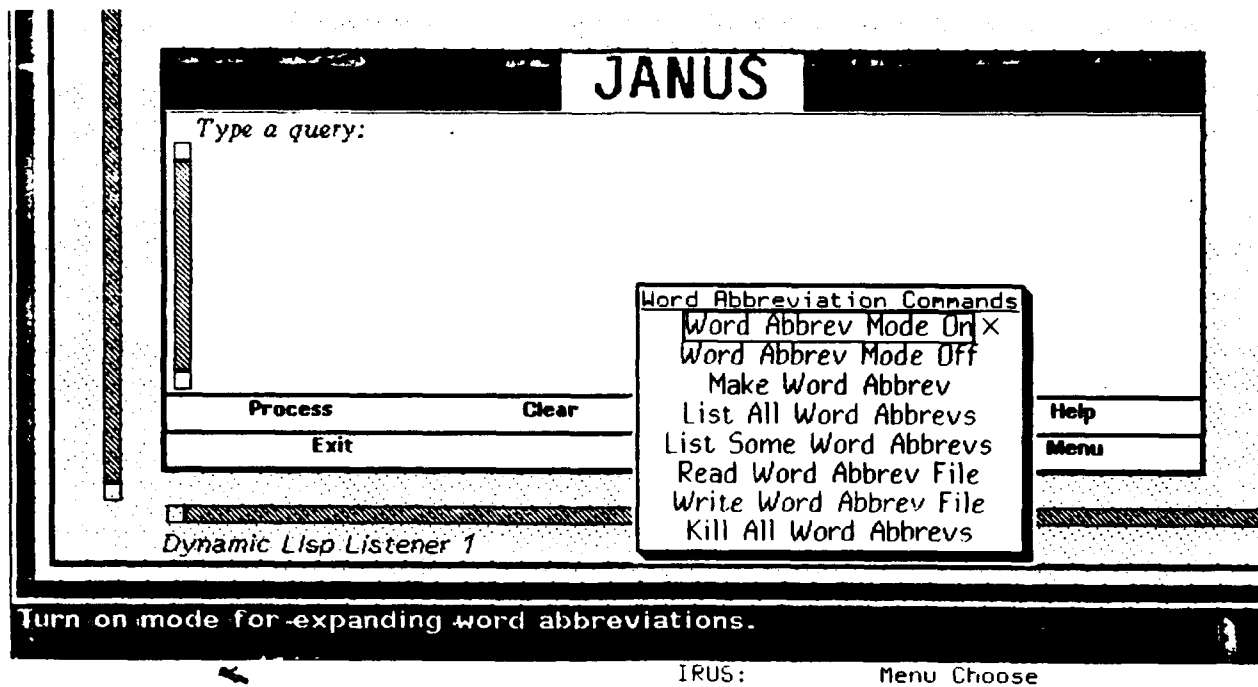 JANUS
Type a query:
Word Abbreviation Commands
Word Abbrev Mode On ×
Word Abbrev Mode Off
Make Word Abbrev
List All Word Abbrevs
List Some Word Abbrevs
Read Word Abbrev File
Write Word Abbrev File
Kill All Word Abbrevs
Process Clear Help
Exit Menu
Dynamic Lisp Listener 1
Turn on mode for expanding word abbreviations.
IRUS: Menu Choose